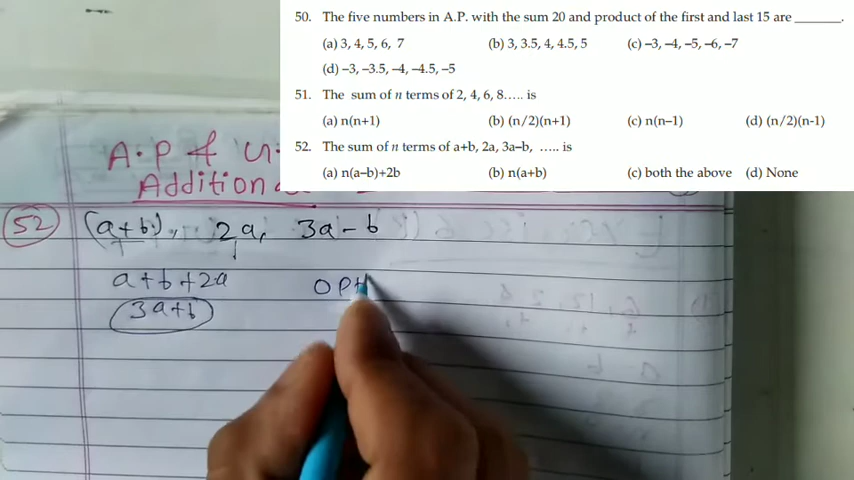 50. The five numbers in A.P. with the sum 20 and product of the first and last 15 are _______.
(a) 3, 4, 5, 6, 7 (b) 3, 3.5, 4, 4.5, 5 (c) –3, –4, –5, –6, –7
(d) –3, –3.5, –4, –4.5, –5
51. The sum of n terms of 2, 4, 6, 8….. is
(a) n(n+1) (b) (n/2)(n+1) (c) n(n–1) (d) (n/2)(n-1)
52. The sum of n terms of a+b, 2a, 3a–b, ….. is
(a) n(a–b)+2b (b) n(a+b) (c) both the above (d) None
A.P &
Addition
52 (a+b), 2a, 3a-b
a+b+2a opt
3a+b